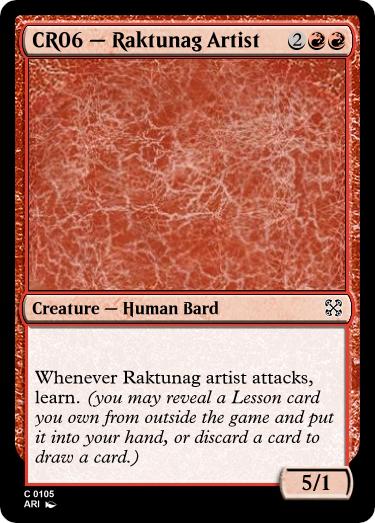 CR06 — Raktunag Artist 2
Creature — Human Bard
Whenever Raktunag artist attacks,
learn. (you may reveal a Lesson card
you own from outside the game and put
it into your hand, or discard a card to
draw a card.)
5/1
C 0105
ARI